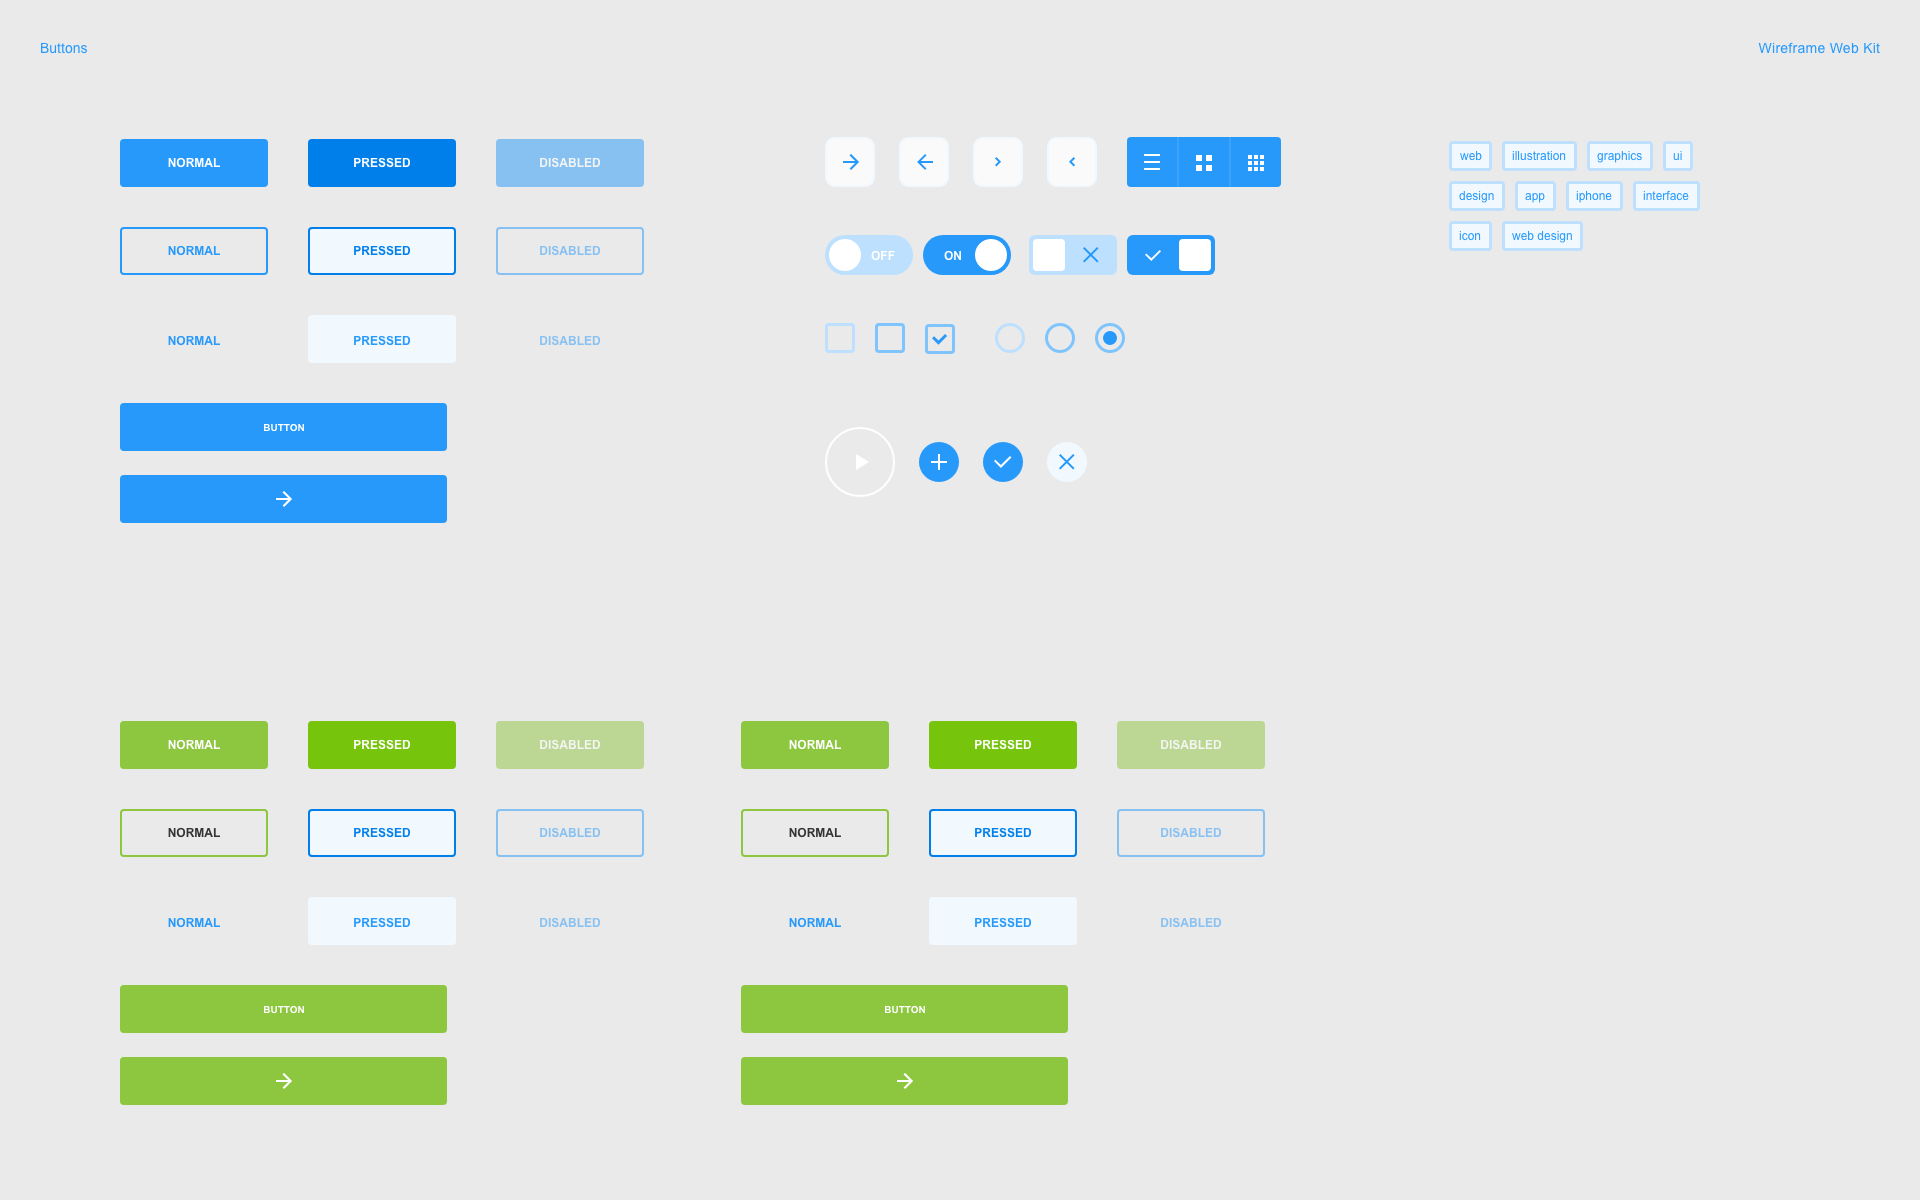 Buttons
Wireframe Web Kit
NORMAL PRESSED DISABLED
NORMAL PRESSED DISABLED
NORMAL PRESSED DISABLED
BUTTON
OFF ON
web illustration graphics ui
design app iphone interface
icon web design
NORMAL PRESSED DISABLED
NORMAL PRESSED DISABLED
NORMAL PRESSED DISABLED
BUTTON
NORMAL PRESSED DISABLED
NORMAL PRESSED DISABLED
NORMAL PRESSED DISABLED
BUTTON